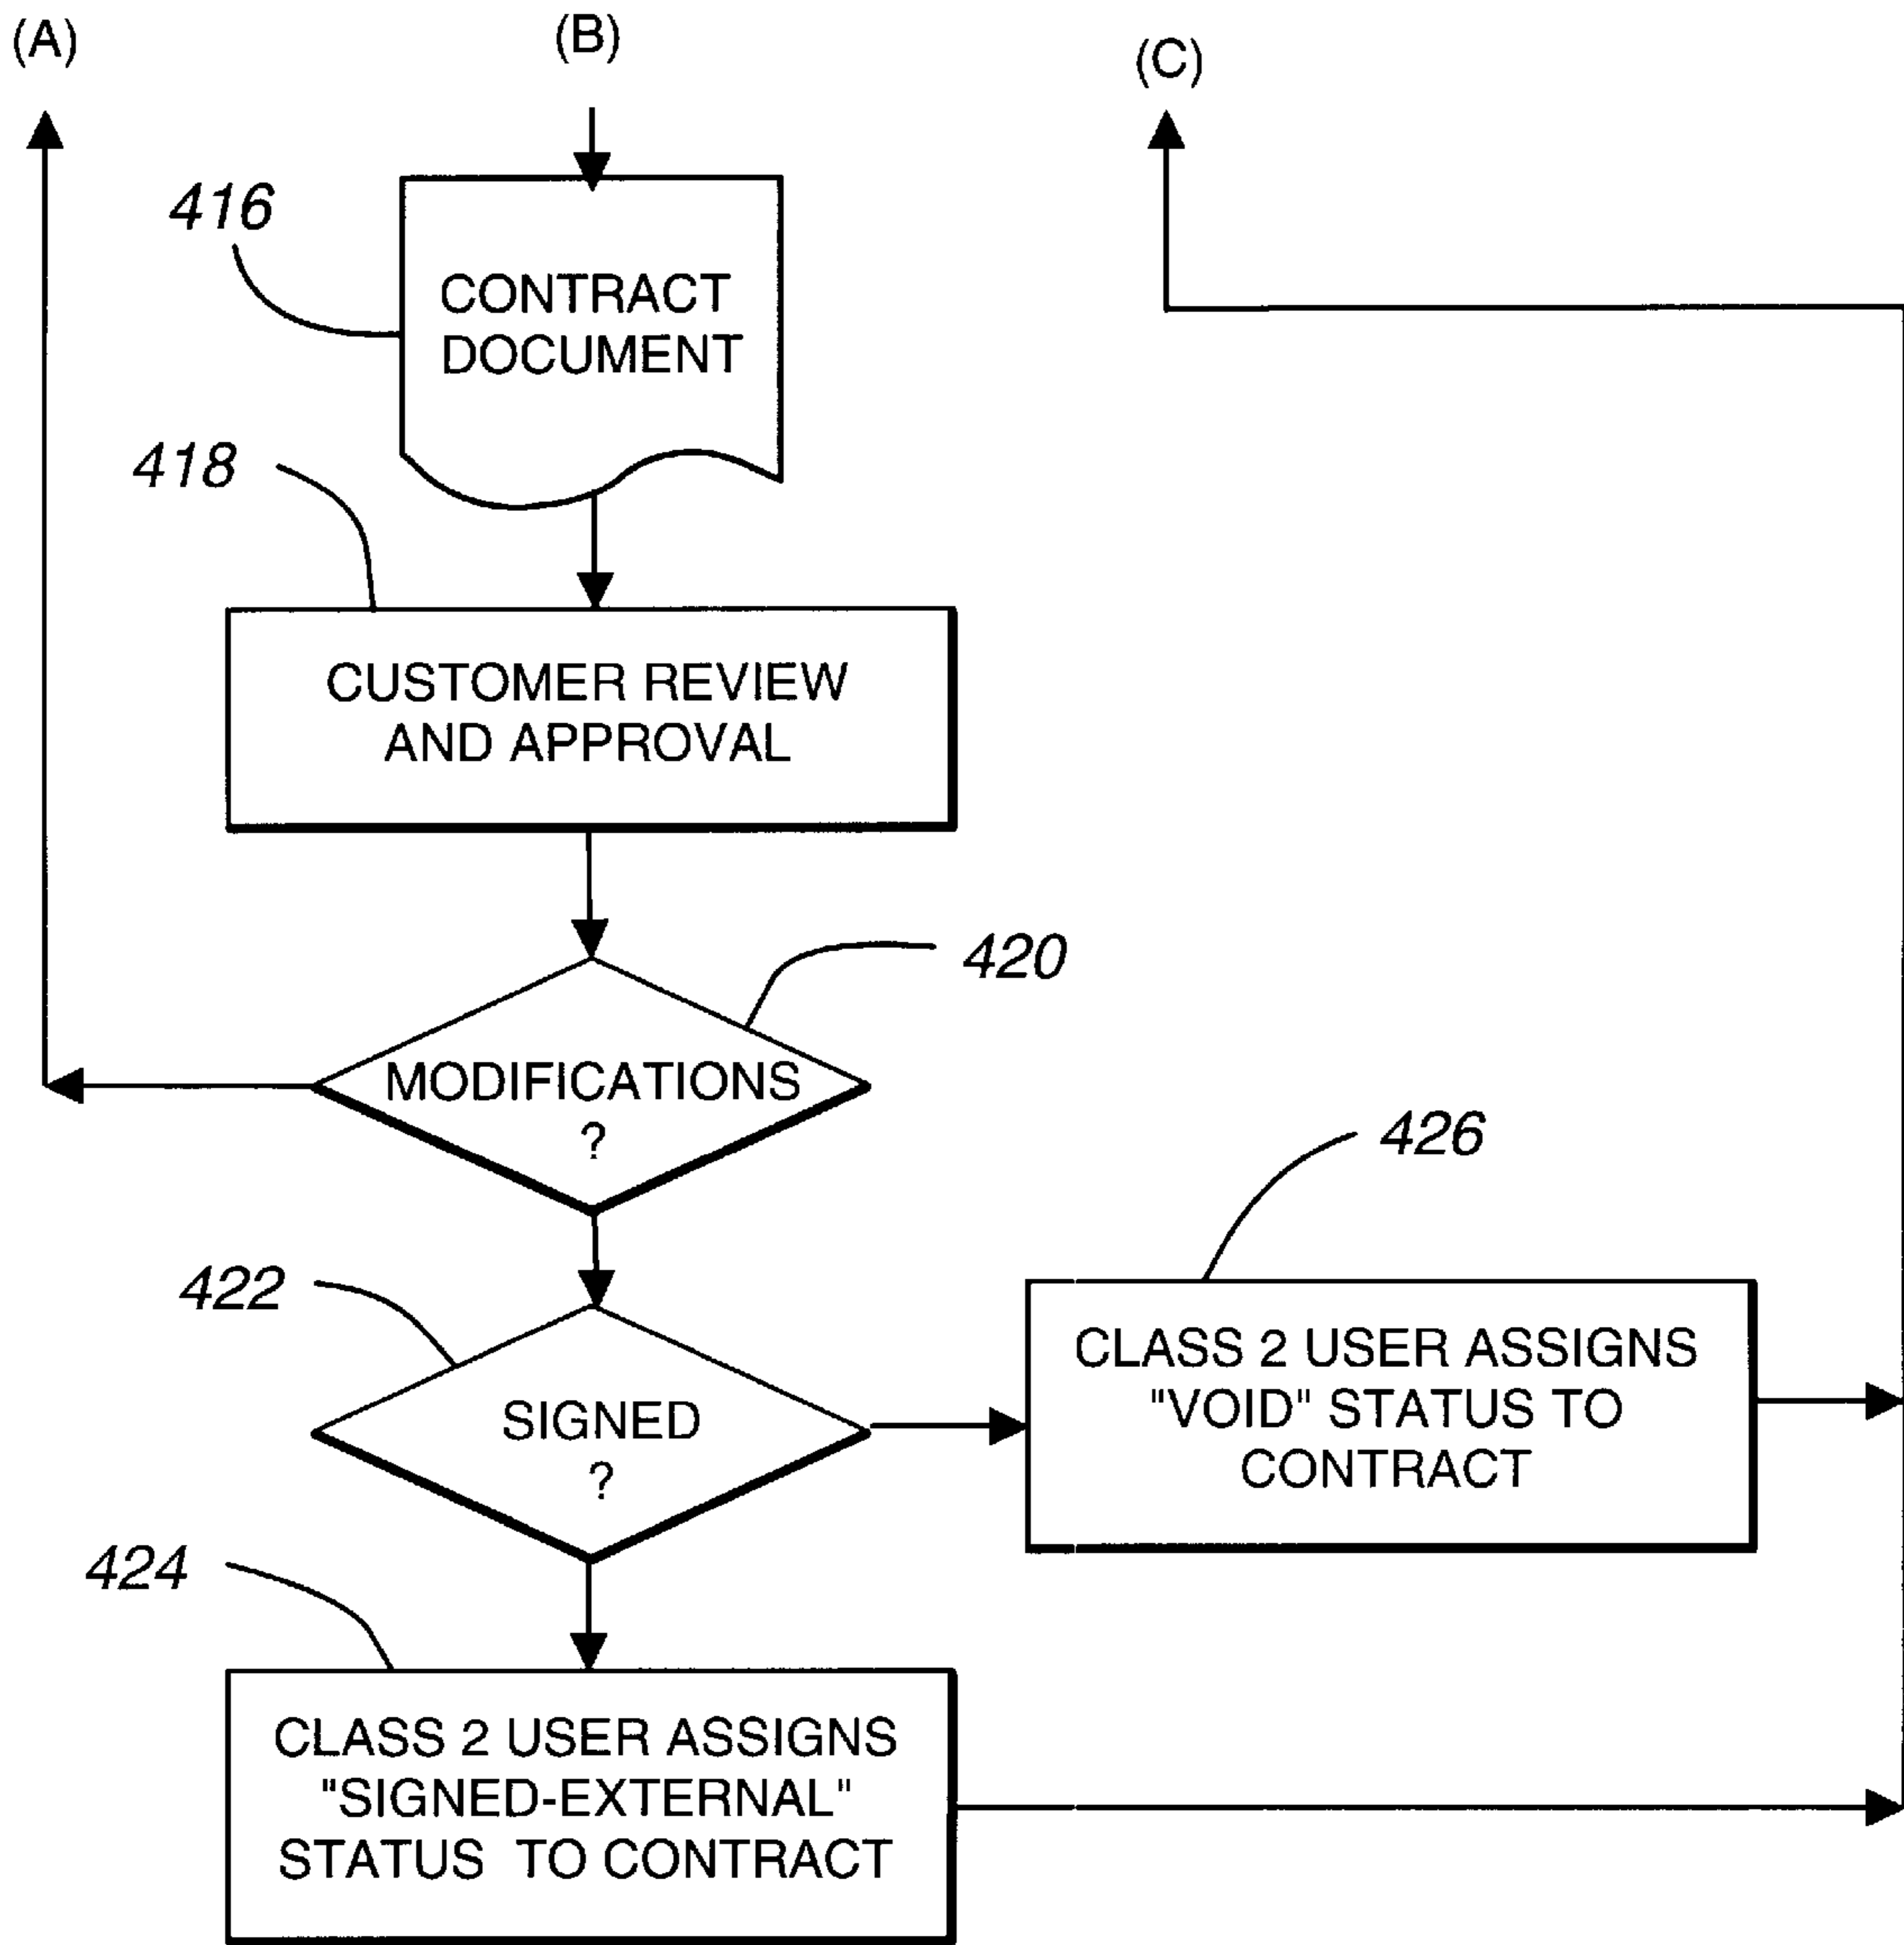 (A)
(B)
(C)
416
CONTRACT
DOCUMENT
418
CUSTOMER REVIEW
AND APPROVAL
420
MODIFICATIONS
?
426
422
SIGNED
?
CLASS 2 USER ASSIGNS
"VOID" STATUS TO
CONTRACT
424
CLASS 2 USER ASSIGNS
"SIGNED-EXTERNAL"
STATUS TO CONTRACT